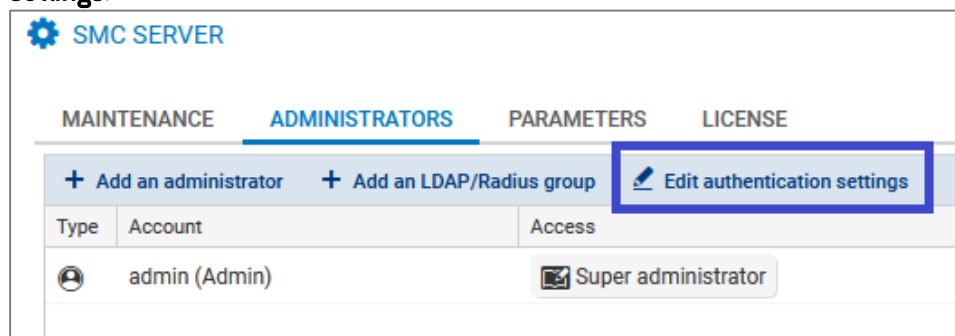 settings.
SMC SERVER
MAINTENANCE ADMINISTRATORS PARAMETERS LICENSE
+ Add an administrator + Add an LDAP/Radius group Edit authentication settings
Type Account Access
admin (Admin) Super administrator